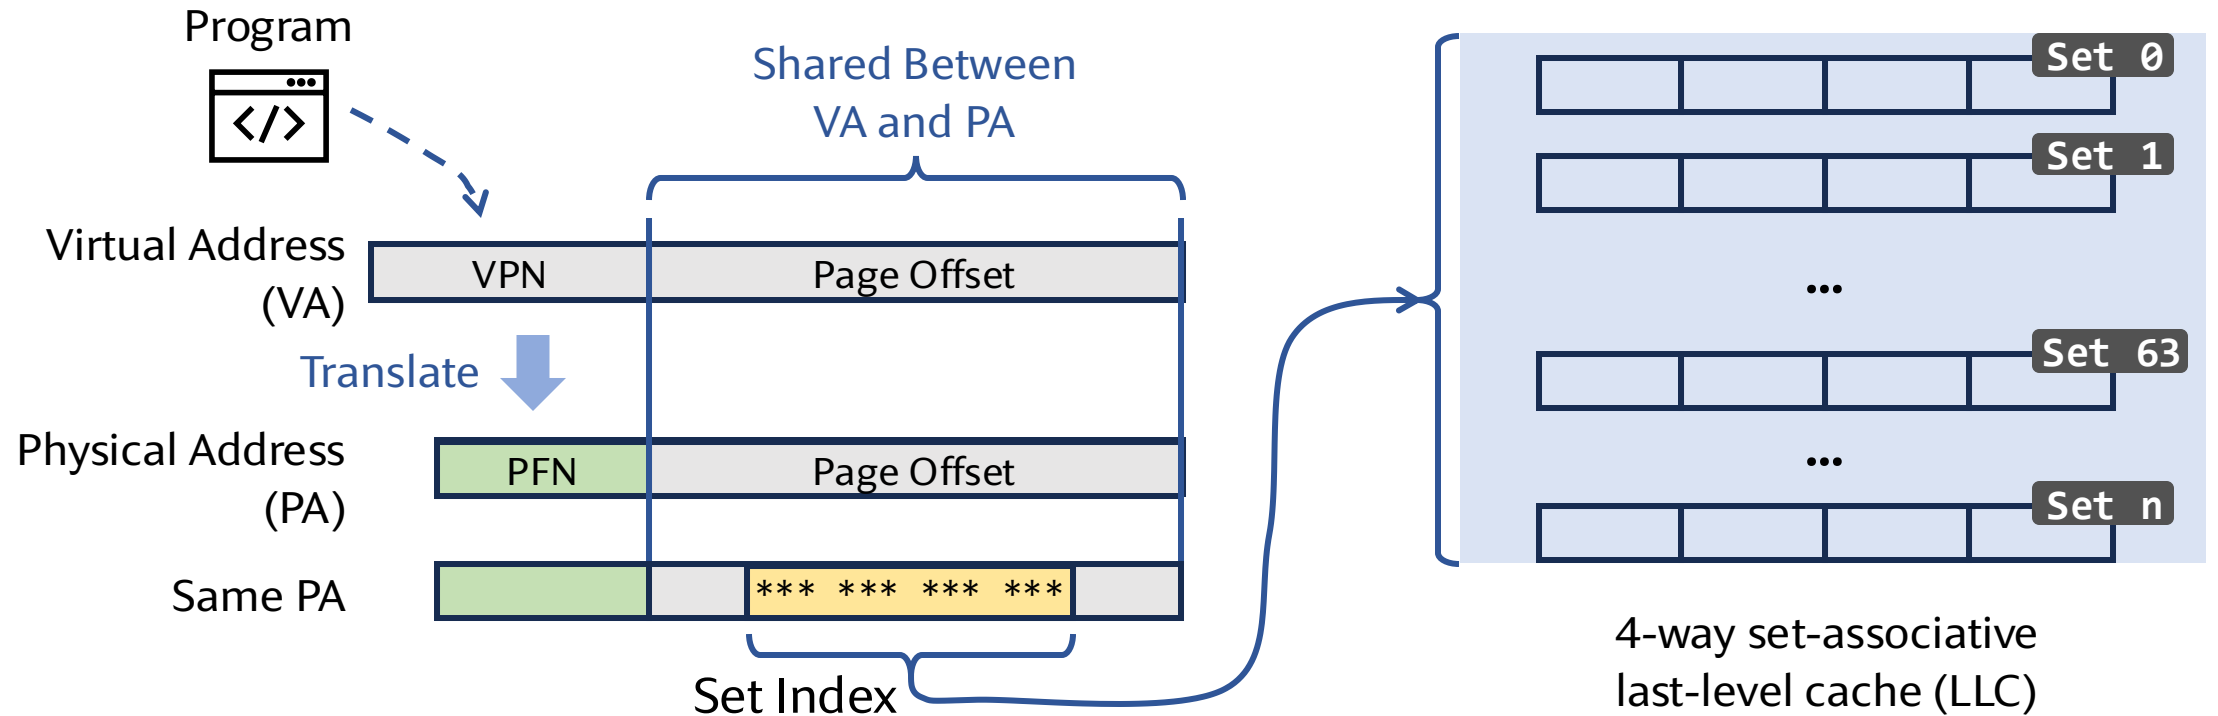 Program
</>
Shared Between
VA and PA
Virtual Address
(VA)
VPN
Page Offset
Translate
Physical Address
(PA)
PFN
Page Offset
Same PA
*** *** *** ***
Set Index
Set 0
Set 1
...
Set 63
...
Set n
4-way set-associative
last-level cache (LLC)